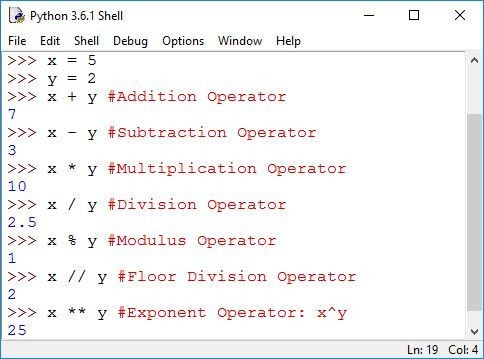 Python 3.6.1 Shell
File Edit Shell Debug Options Window Help
>>> x = 5
>>> y = 2
>>> x + y #Addition Operator
7
>>> x - y #Subtraction Operator
3
>>> x * y #Multiplication Operator
10
>>> x / y #Division Operator
2.5
>>> x % y #Modulus Operator
1
>>> x // y #Floor Division Operator
2
>>> x ** y #Exponent Operator: x^y
25
Ln: 19 Col: 4